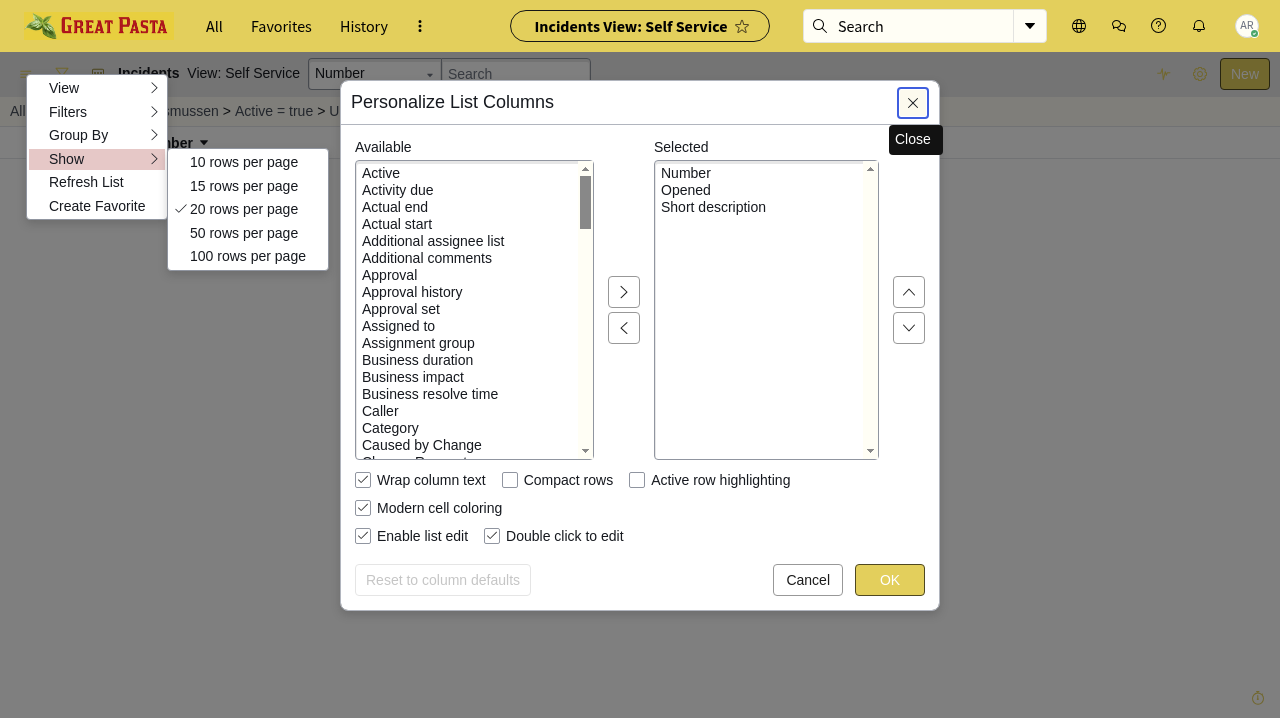 GREAT PASTA
All
Favorites
History
Incidents View: Self Service
Search
AR
Incidents View: Self Service
Number
Search
New
All
smussen > Active = true > U
mber
View
Filters
Group By
Show
Refresh List
Create Favorite
10 rows per page
15 rows per page
20 rows per page
50 rows per page
100 rows per page
Personalize List Columns
Close
Available
Active
Activity due
Actual end
Actual start
Additional assignee list
Additional comments
Approval
Approval history
Approval set
Assigned to
Assignment group
Business duration
Business impact
Business resolve time
Caller
Category
Caused by Change
Selected
Number
Opened
Short description
Wrap column text
Compact rows
Active row highlighting
Modern cell coloring
Enable list edit
Double click to edit
Reset to column defaults
Cancel
OK